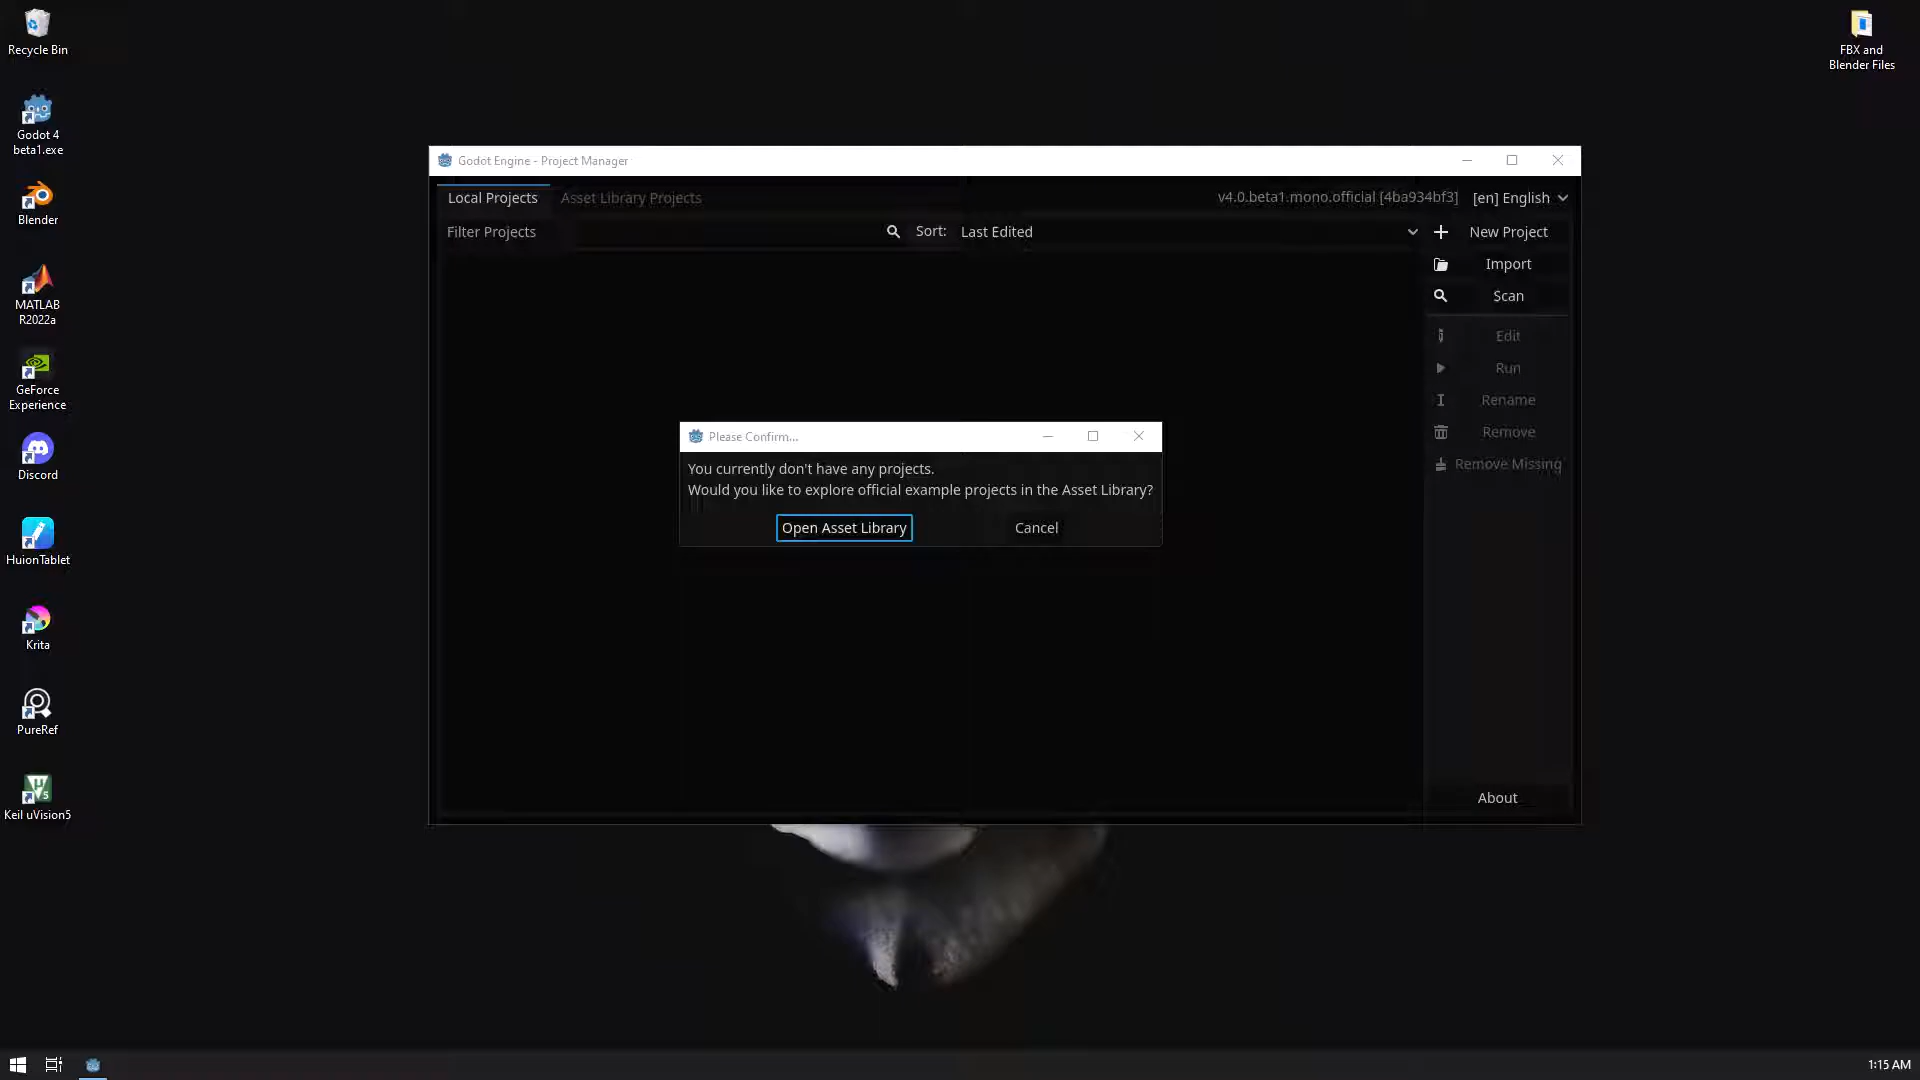 Recycle Bin
Godot 4
beta1.exe
Blender
MATLAB
R2022a
GeForce
Experience
Discord
HuionTablet
Krita
PureRef
Keil uVision5
FBX and
Blender Files
Godot Engine - Project Manager
Local Projects
Asset Library Projects
v4.0.beta1.mono.official [4ba934bf3]
[en] English
Filter Projects
Sort:
Last Edited
New Project
Import
Scan
Edit
Run
Rename
Remove
Remove Missing
About
Please Confirm...
You currently don't have any projects.
Would you like to explore official example projects in the Asset Library?
Open Asset Library
Cancel
1:15 AM